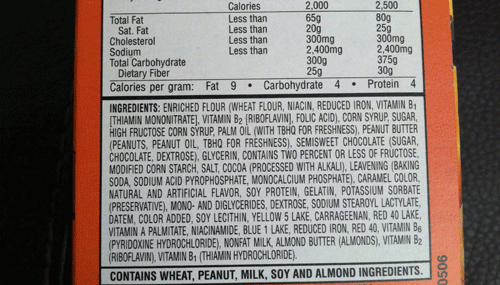 Calories 2,000 2,500
Total Fat Less than 65g 80g
Sat. Fat Less than 20g 25g
Cholesterol Less than 300mg 300mg
Sodium Less than 2,400mg 2,400mg
Total Carbohydrate 300g 375g
Dietary Fiber 25g 30g
Calories per gram: Fat 9 • Carbohydrate 4 • Protein 4
INGREDIENTS: ENRICHED FLOUR (WHEAT FLOUR, NIACIN, REDUCED IRON, VITAMIN B1
[THIAMIN MONONITRATE], VITAMIN B2 [RIBOFLAVIN], FOLIC ACID), CORN SYRUP, SUGAR,
HIGH FRUCTOSE CORN SYRUP, PALM OIL (WITH TBHQ FOR FRESHNESS), PEANUT BUTTER
(PEANUTS, PEANUT OIL, TBHQ FOR FRESHNESS), SEMISWEET CHOCOLATE (SUGAR,
CHOCOLATE, DEXTROSE), GLYCERIN, CONTAINS TWO PERCENT OR LESS OF FRUCTOSE,
MODIFIED CORN STARCH, SALT, COCOA (PROCESSED WITH ALKALI), LEAVENING (BAKING
SODA, SODIUM ACID PYROPHOSPHATE, MONOCALCIUM PHOSPHATE), CARAMEL COLOR,
NATURAL AND ARTIFICIAL FLAVOR, SOY PROTEIN, GELATIN, POTASSIUM SORBATE
(PRESERVATIVE), MONO- AND DIGLYCERIDES, DEXTROSE, SODIUM STEAROYL LACTYLATE,
DATEM, COLOR ADDED, SOY LECITHIN, YELLOW 5 LAKE, CARRAGEENAN, RED 40 LAKE,
VITAMIN A PALMITATE, NIACINAMIDE, BLUE 1 LAKE, REDUCED IRON, RED 40, VITAMIN B6
(PYRIDOXINE HYDROCHLORIDE), NONFAT MILK, ALMOND BUTTER (ALMONDS), VITAMIN B2
(RIBOFLAVIN), VITAMIN B1 (THIAMIN HYDROCHLORIDE).
CONTAINS WHEAT, PEANUT, MILK, SOY AND ALMOND INGREDIENTS.
0506